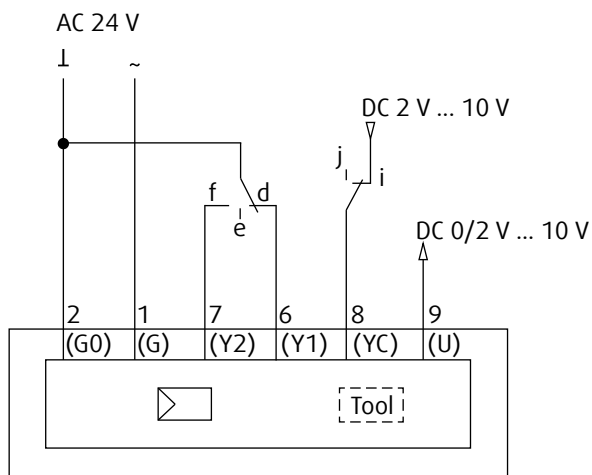 AC 24 V
⊥ ~
DC 2 V ... 10 V
j i
f d
e
DC 0/2 V ... 10 V
2 1 7 6 8 9
(G0) (G) (Y2) (Y1) (YC) (U)
Tool